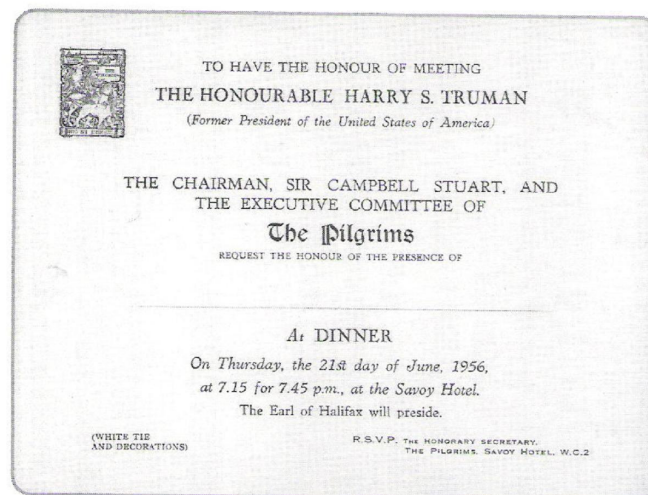 TO HAVE THE HONOUR OF MEETING
THE HONOURABLE HARRY S. TRUMAN
(Former President of the United States of America)
THE CHAIRMAN, SIR CAMPBELL STUART, AND
THE EXECUTIVE COMMITTEE OF
The Pilgrims
REQUEST THE HONOUR OF THE PRESENCE OF
At DINNER
On Thursday, the 21st day of June, 1956,
at 7.15 for 7.45 p.m., at the Savoy Hotel.
The Earl of Halifax will preside.
(WHITE TIE
AND DECORATIONS)
R.S.V.P. THE HONORARY SECRETARY.
THE PILGRIMS, SAVOY HOTEL, W.C.2